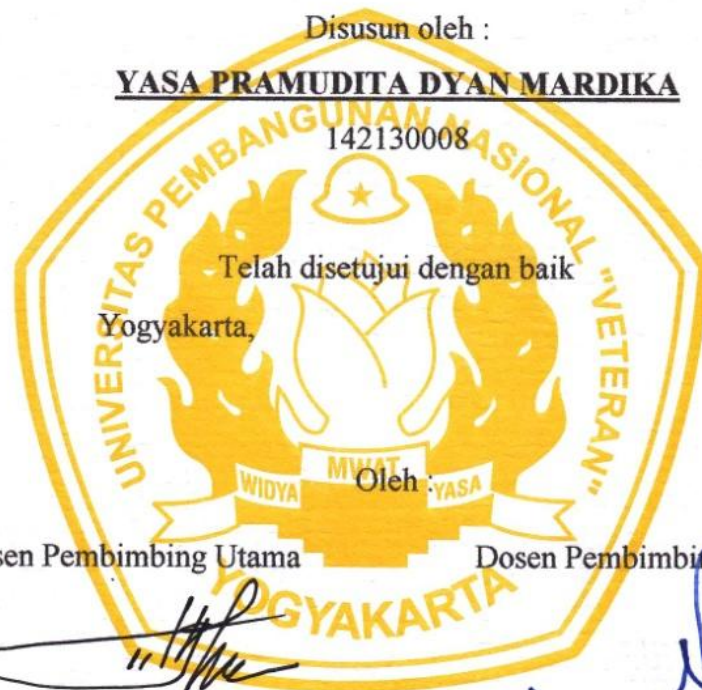 Disusun oleh :
YASA PRAMUDITA DYAN MARDIKA
142130008
UNIVERSITAS PEMBANGUNAN NASIONAL "VETERAN"
Telah disetujui dengan baik
Yogyakarta,
WIDYA MWAT YASA
Oleh :
sen Pembimbing Utama Dosen Pembimbi
YOGYAKARTA